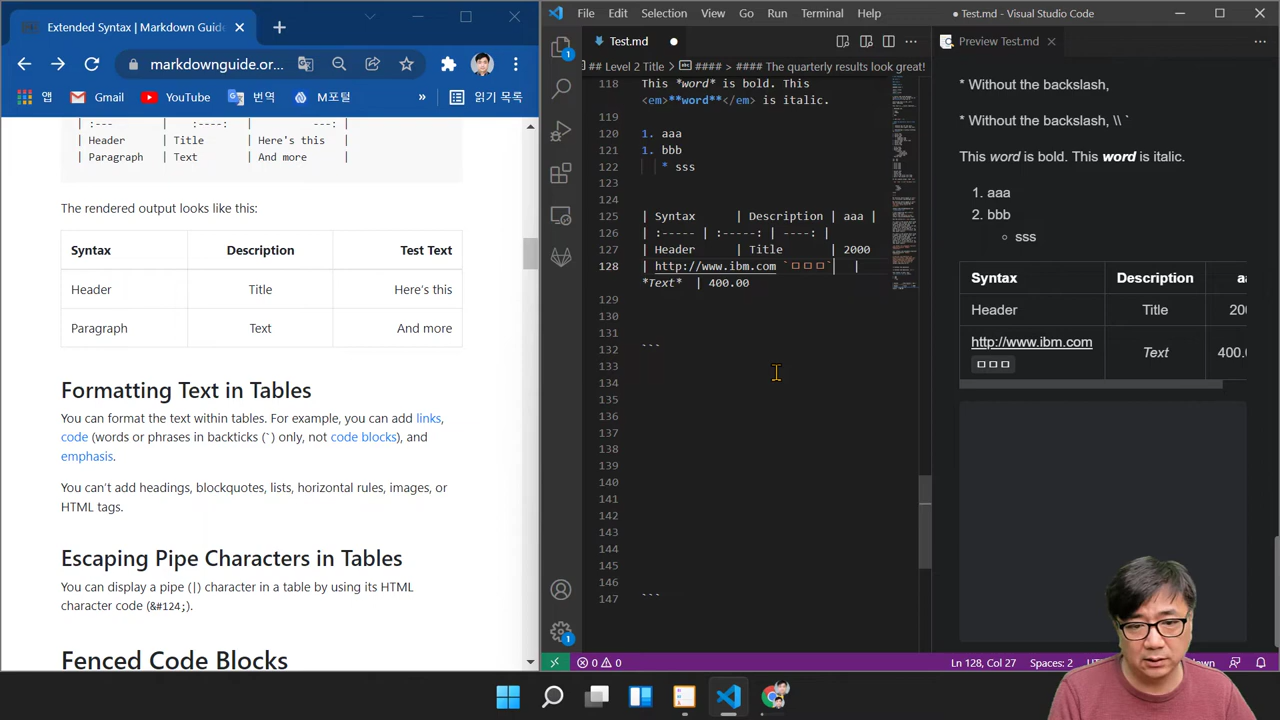 Extended Syntax | Markdown Guide
markdownguide.or...
앱
Gmail
YouTube
번역
M포털
»
읽기 목록
| :--- | :----: | ---: |
| Header | Title | Here's this |
| Paragraph | Text | And more |
The rendered output looks like this:
Syntax Description Test Text
Header Title Here's this
Paragraph Text And more
Formatting Text in Tables
You can format the text within tables. For example, you can add links,
code (words or phrases in backticks (`) only, not code blocks), and
emphasis.
You can't add headings, blockquotes, lists, horizontal rules, images, or
HTML tags.
Escaping Pipe Characters in Tables
You can display a pipe (|) character in a table by using its HTML
character code (&#124;).
Fenced Code Blocks
File Edit Selection View Go Run Terminal Help
● Test.md - Visual Studio Code
Test.md ●
## Level 2 Title > #### > #### The quarterly results look great!
118 This *word* is bold. This
<em>**word**</em> is italic.
119
120 1. aaa
121 1. bbb
122 * sss
123
124
125 | Syntax | Description | aaa |
126 | :----- | :-----: | ----: |
127 | Header | Title | 2000
128 | http://www.ibm.com `ㅁㅁㅁ` |
*Text* | 400.00
129
130
131
132 ```
133
134
135
136
137
138
139
140
141
142
143
144
145
146
147 ```
1
1
Preview Test.md
* Without the backslash,
* Without the backslash, \\ `
This word is bold. This word is italic.
1. aaa
2. bbb
sss
Syntax Description
Header Title
http://www.ibm.com Text
ㅁㅁㅁ
0 0
Ln 128, Col 27 Spaces: 2